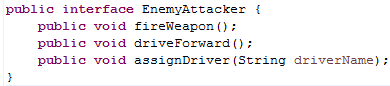 public interface EnemyAttacker {
    public void fireWeapon();
    public void driveForward();
    public void assignDriver(String driverName);
}